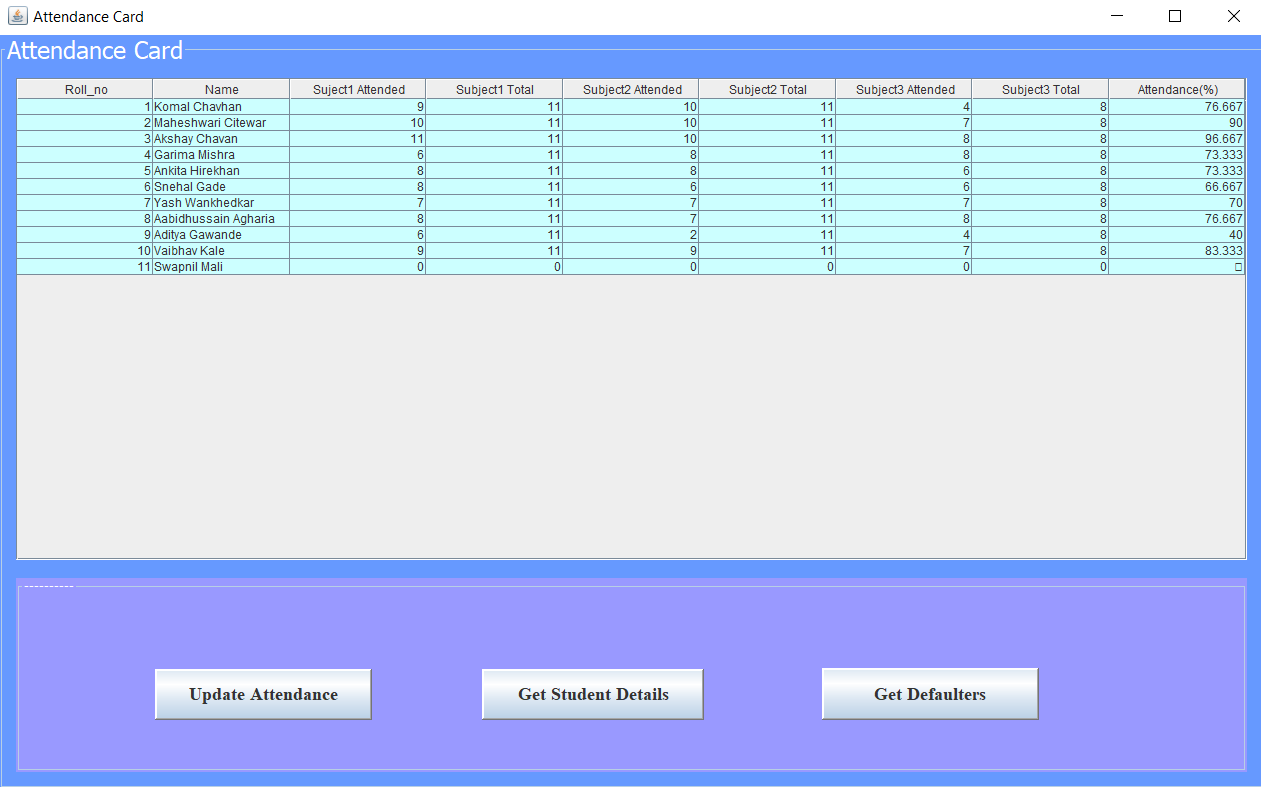 Attendance Card
Attendance Card
Roll_no Name Suject1 Attended Subject1 Total Subject2 Attended Subject2 Total Subject3 Attended Subject3 Total Attendance(%)
1 Komal Chavhan 9 11 10 11 4 8 76.667
2 Maheshwari Citewar 10 11 10 11 7 8 90
3 Akshay Chavan 11 11 10 11 8 8 96.667
4 Garima Mishra 6 11 8 11 8 8 73.333
5 Ankita Hirekhan 8 11 8 11 6 8 73.333
6 Snehal Gade 8 11 6 11 6 8 66.667
7 Yash Wankhedkar 7 11 7 11 7 8 70
8 Aabidhussain Agharia 8 11 7 11 8 8 76.667
9 Aditya Gawande 6 11 2 11 4 8 40
10 Vaibhav Kale 9 11 9 11 7 8 83.333
11 Swapnil Mali 0 0 0 0 0 0 □
----------
Update Attendance Get Student Details Get Defaulters